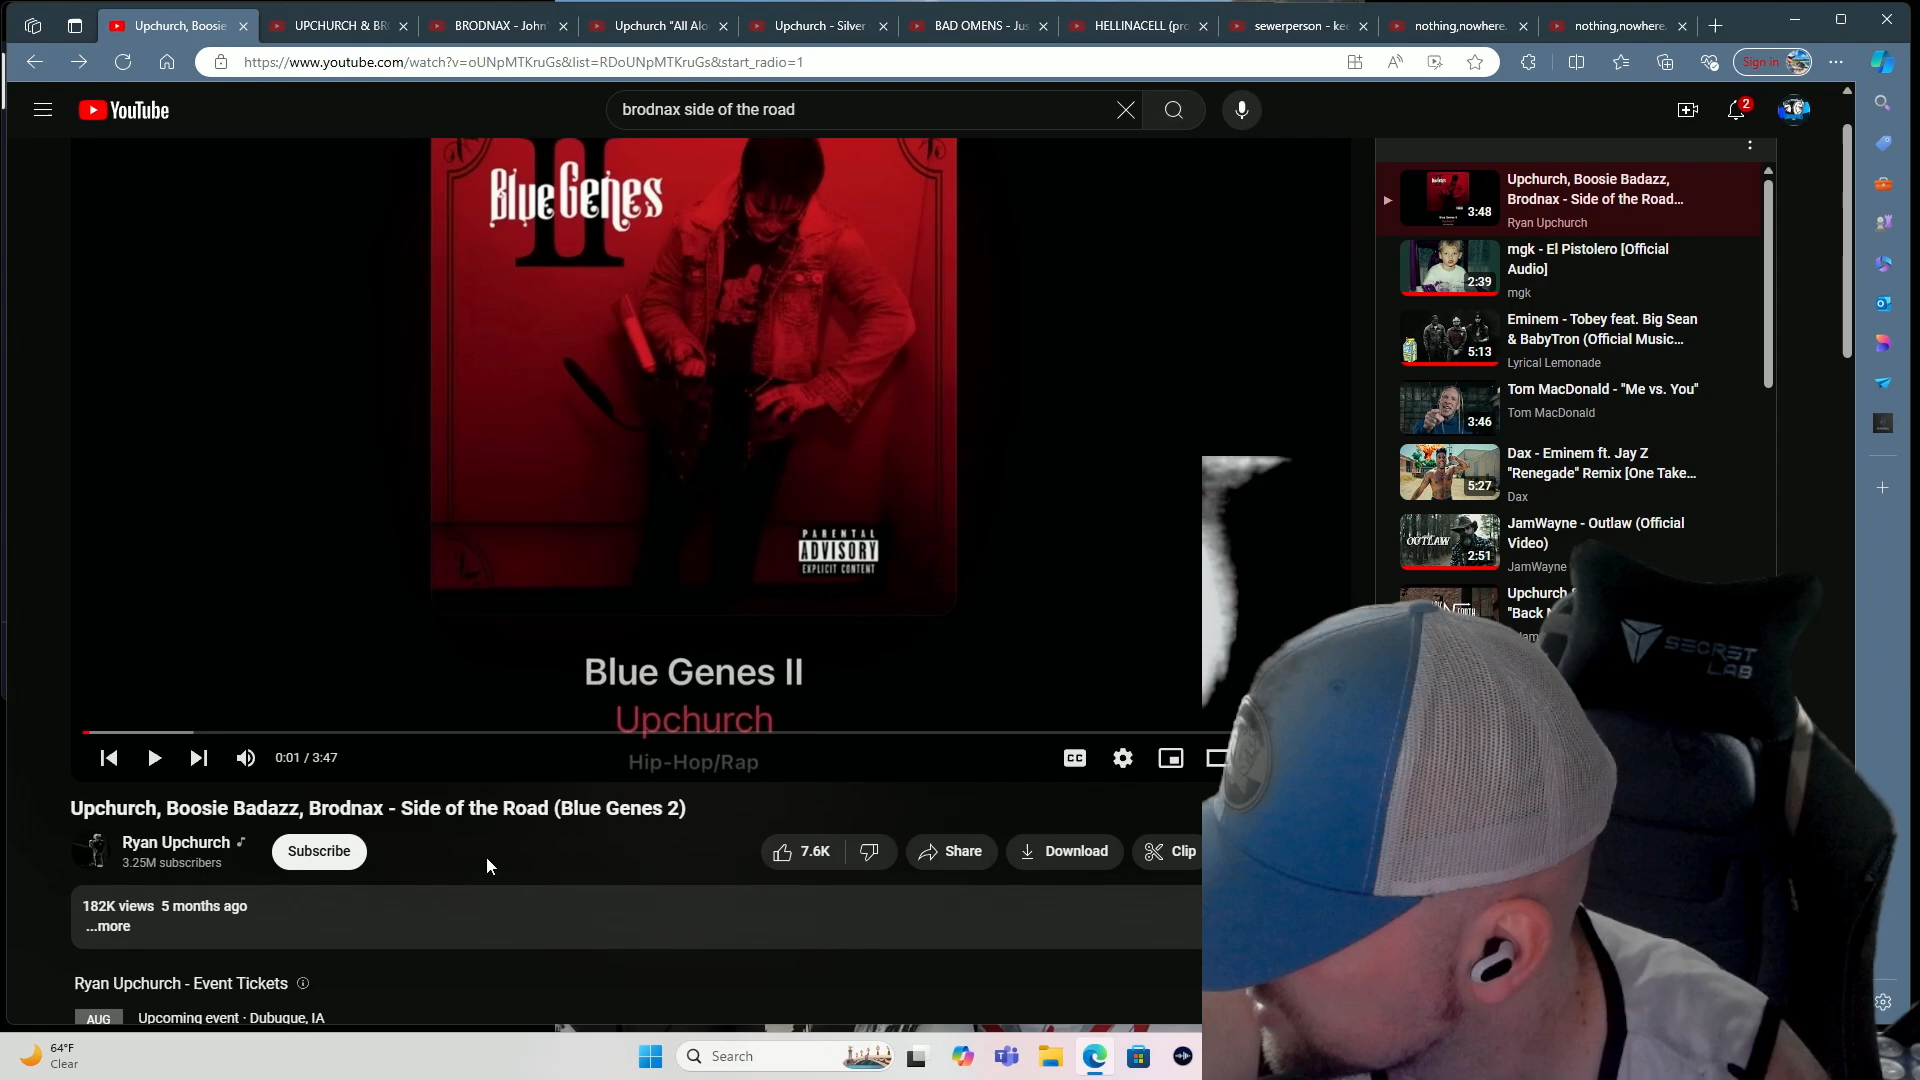 Upchurch, Boosie
UPCHURCH & BR
BRODNAX - John
Upchurch "All Alo
Upchurch - Silver
BAD OMENS - Jus
HELLINACELL (pro
sewerperson - kee
nothing,nowhere.
nothing,nowhere.
https://www.youtube.com/watch?v=oUNpMTKruGs&list=RDoUNpMTKruGs&start_radio=1
Sign in
YouTube
brodnax side of the road
2
Blue Genes
II
PARENTAL
ADVISORY
EXPLICIT CONTENT
Blue Genes II
Upchurch
Hip-Hop/Rap
0:01 / 3:47
CC
Upchurch, Boosie Badazz, Brodnax - Side of the Road (Blue Genes 2)
Ryan Upchurch
3.25M subscribers
Subscribe
7.6K
Share
Download
Clip
182K views 5 months ago
...more
Ryan Upchurch - Event Tickets
AUG
Upcoming event · Dubuque, IA
Upchurch, Boosie Badazz,
Brodnax - Side of the Road...
Ryan Upchurch
3:48
mgk - El Pistolero [Official
Audio]
mgk
2:39
Eminem - Tobey feat. Big Sean
& BabyTron (Official Music...
Lyrical Lemonade
5:13
Tom MacDonald - "Me vs. You"
Tom MacDonald
3:46
Dax - Eminem ft. Jay Z
"Renegade" Remix [One Take...
Dax
5:27
JamWayne - Outlaw (Official
Video)
JamWayne
OUTLAW
2:51
Upchurch
"Back
SECRET
LAB
64°F
Clear
Search